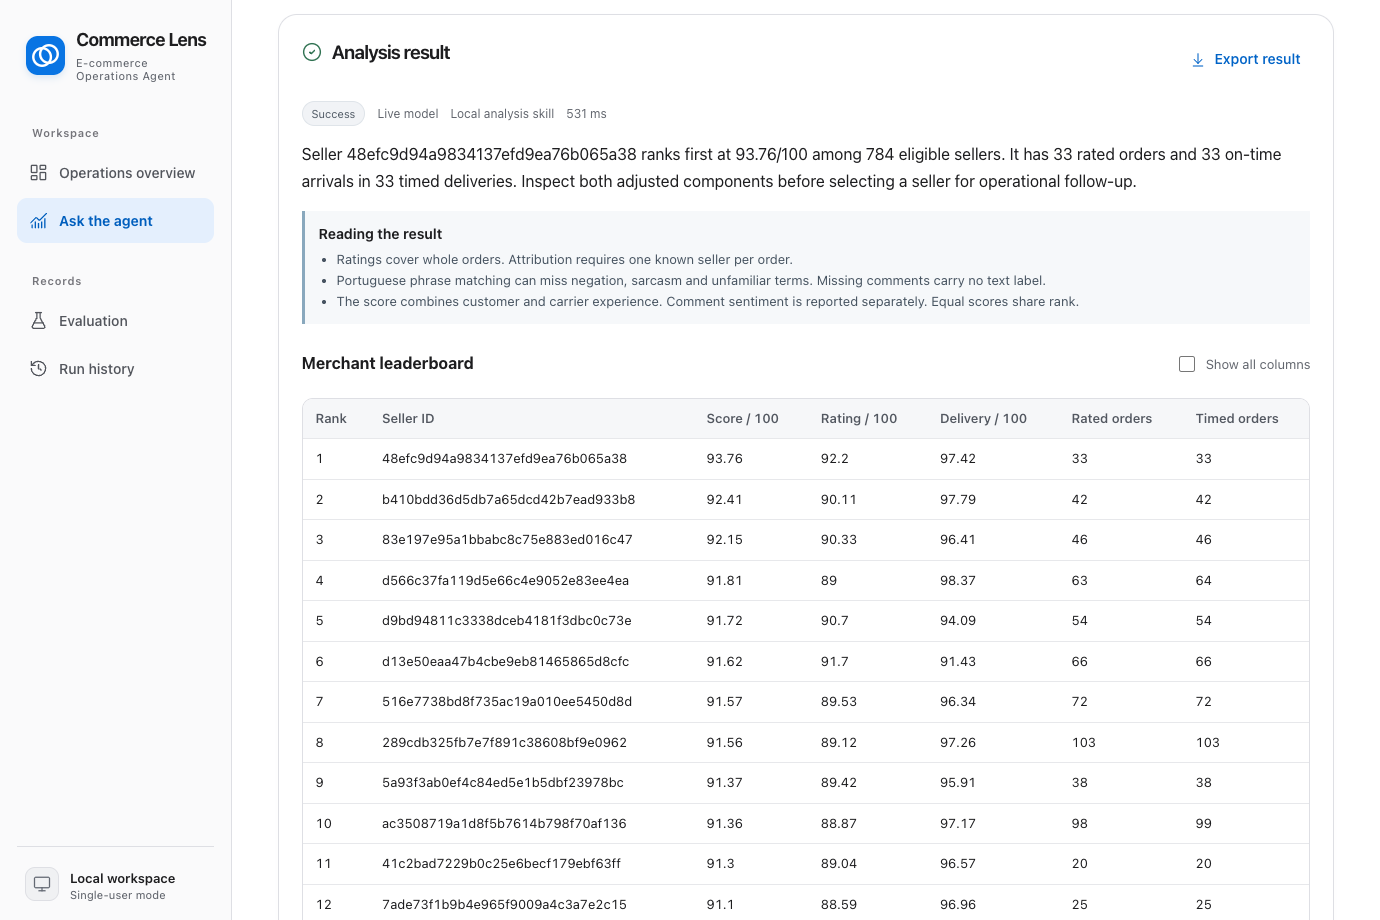 Commerce Lens
E-commerce
Operations Agent
Workspace
Operations overview
Ask the agent
Records
Evaluation
Run history
Local workspace
Single-user mode
Analysis result
Export result
Success Live model Local analysis skill 531 ms
Seller 48efc9d94a9834137efd9ea76b065a38 ranks first at 93.76/100 among 784 eligible sellers. It has 33 rated orders and 33 on-time
arrivals in 33 timed deliveries. Inspect both adjusted components before selecting a seller for operational follow-up.
Reading the result
• Ratings cover whole orders. Attribution requires one known seller per order.
• Portuguese phrase matching can miss negation, sarcasm and unfamiliar terms. Missing comments carry no text label.
• The score combines customer and carrier experience. Comment sentiment is reported separately. Equal scores share rank.
Merchant leaderboard
Show all columns
Rank Seller ID Score / 100 Rating / 100 Delivery / 100 Rated orders Timed orders
1 48efc9d94a9834137efd9ea76b065a38 93.76 92.2 97.42 33 33
2 b410bdd36d5db7a65dcd42b7ead933b8 92.41 90.11 97.79 42 42
3 83e197e95a1bbabc8c75e883ed016c47 92.15 90.33 96.41 46 46
4 d566c37fa119d5e66c4e9052e83ee4ea 91.81 89 98.37 63 64
5 d9bd94811c3338dceb4181f3dbc0c73e 91.72 90.7 94.09 54 54
6 d13e50eaa47b4cbe9eb81465865d8cfc 91.62 91.7 91.43 66 66
7 516e7738bd8f735ac19a010ee5450d8d 91.57 89.53 96.34 72 72
8 289cdb325fb7e7f891c38608bf9e0962 91.56 89.12 97.26 103 103
9 5a93f3ab0ef4c84ed5e1b5dbf23978bc 91.37 89.42 95.91 38 38
10 ac3508719a1d8f5b7614b798f70af136 91.36 88.87 97.17 98 99
11 41c2bad7229b0c25e6becf179ebf63ff 91.3 89.04 96.57 20 20
12 7ade73f1b9b4e965f9009a4c3a7e2c15 91.1 88.59 96.96 25 25